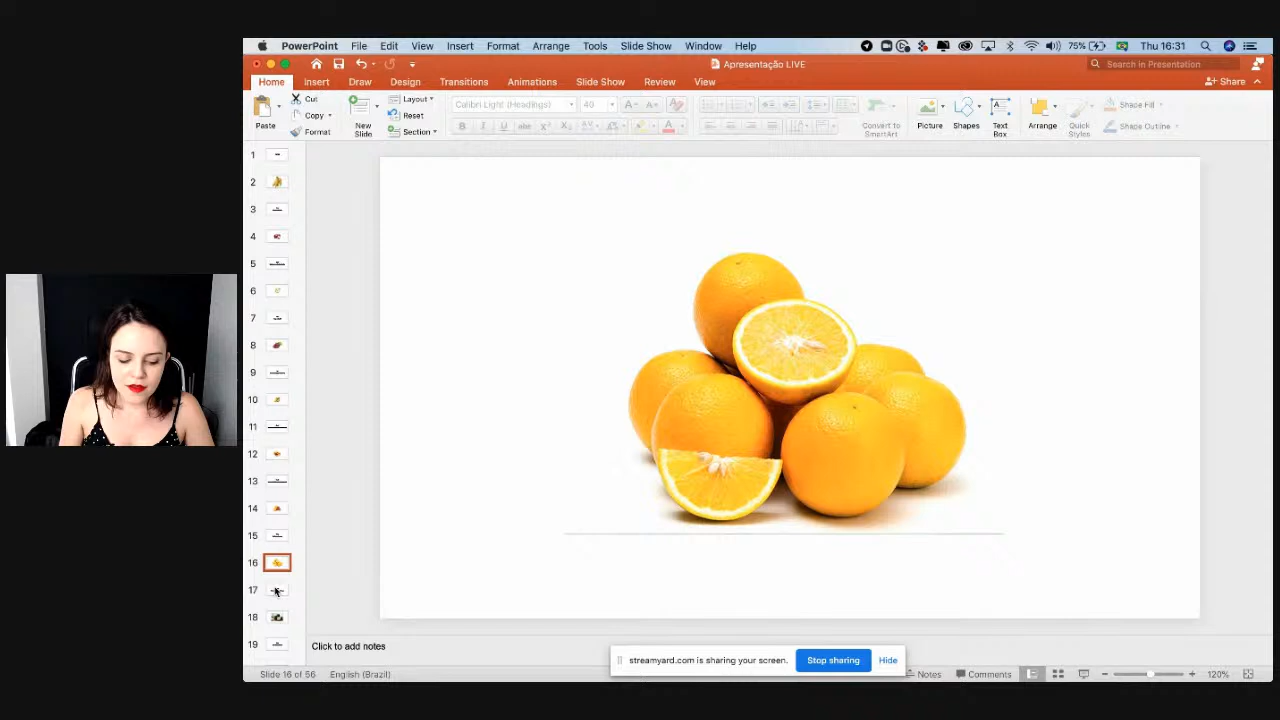 PowerPoint File Edit View Insert Format Arrange Tools Slide Show Window Help 75% Thu 16:31
Apresentação LIVE Search in Presentation
Home Insert Draw Design Transitions Animations Slide Show Review View Share
Paste Cut Copy Format New Slide Layout Reset Section Calibri Light (Headings) 40 Convert to SmartArt Picture Shapes Text Box Arrange Quick Styles Shape Fill Shape Outline
1
2
3
4
5
6
7
8
9
10
11
12
13
14
15
16
17
18
19
Click to add notes
streamyard.com is sharing your screen. Stop sharing Hide
Slide 16 of 56 English (Brazil) Notes Comments 120%